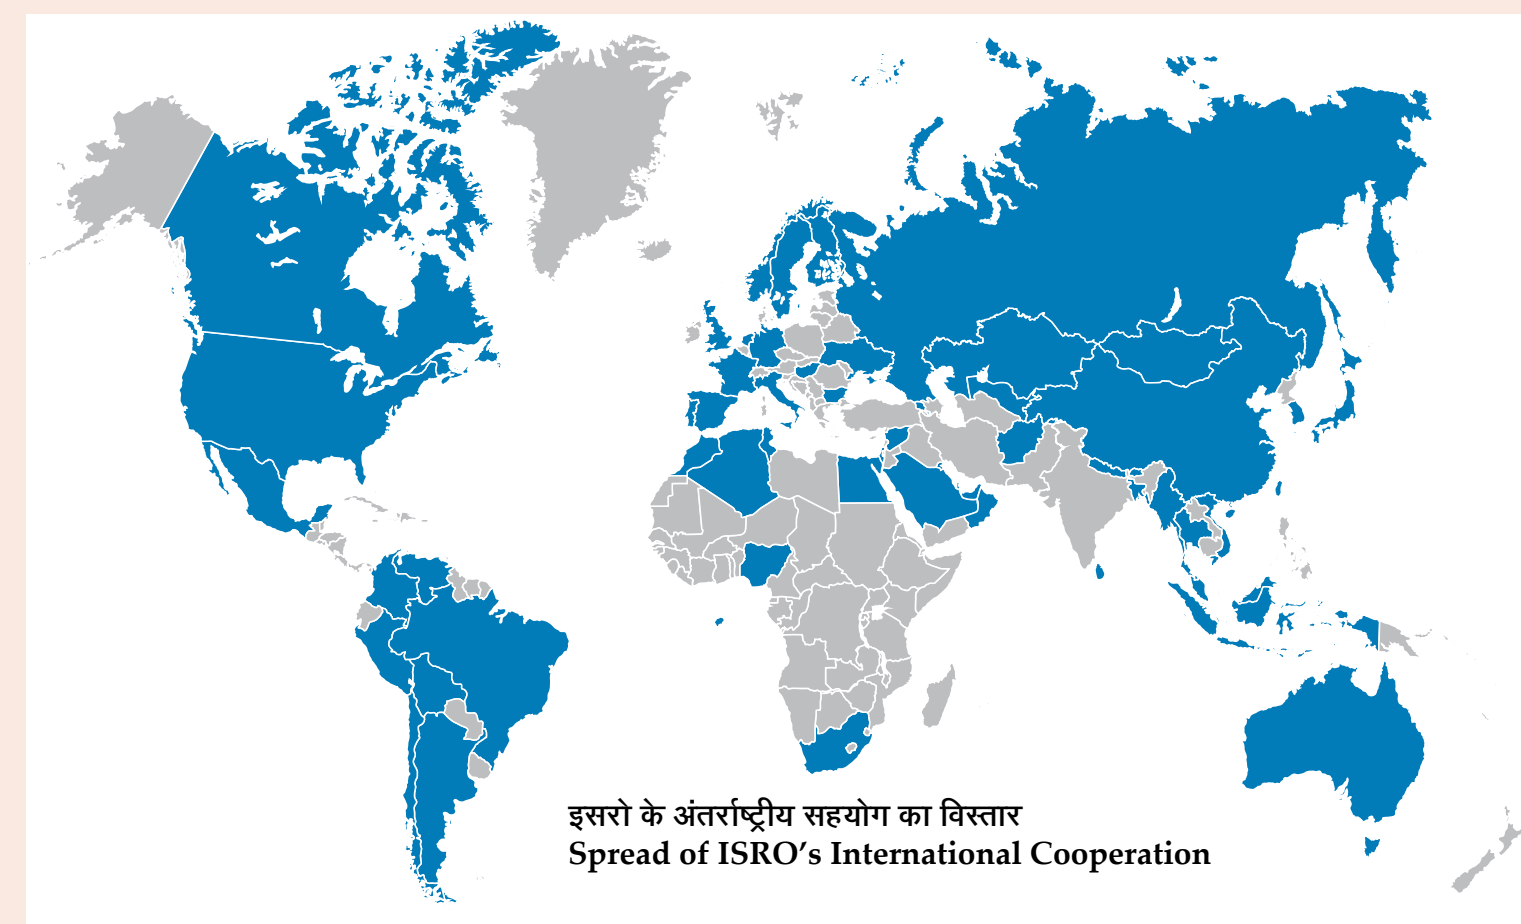 इसरो के अंतर्राष्ट्रीय सहयोग का विस्तार
Spread of ISRO's International Cooperation